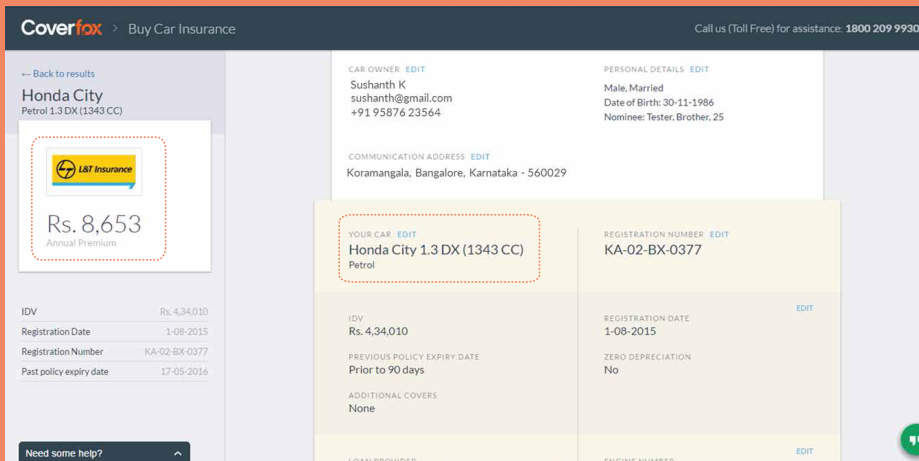 Coverfox > Buy Car Insurance
Call us (Toll Free) for assistance: 1800 209 9930
← Back to results
Honda City
Petrol 1.3 DX (1343 CC)
L&T Insurance
Rs. 8,653
Annual Premium
IDV Rs. 4,34,010
Registration Date 1-08-2015
Registration Number KA-02-BX-0377
Past policy expiry date 17-05-2016
Need some help?
CAR OWNER EDIT
Sushanth K
sushanth@gmail.com
+91 95876 23564
PERSONAL DETAILS EDIT
Male, Married
Date of Birth: 30-11-1986
Nominee: Tester, Brother, 25
COMMUNICATION ADDRESS EDIT
Koramangala, Bangalore, Karnataka - 560029
YOUR CAR EDIT
Honda City 1.3 DX (1343 CC)
Petrol
REGISTRATION NUMBER EDIT
KA-02-BX-0377
EDIT
IDV
Rs. 4,34,010
REGISTRATION DATE
1-08-2015
PREVIOUS POLICY EXPIRY DATE
Prior to 90 days
ZERO DEPRECIATION
No
ADDITIONAL COVERS
None
EDIT
LOAN PROVIDER
ENGINE NUMBER